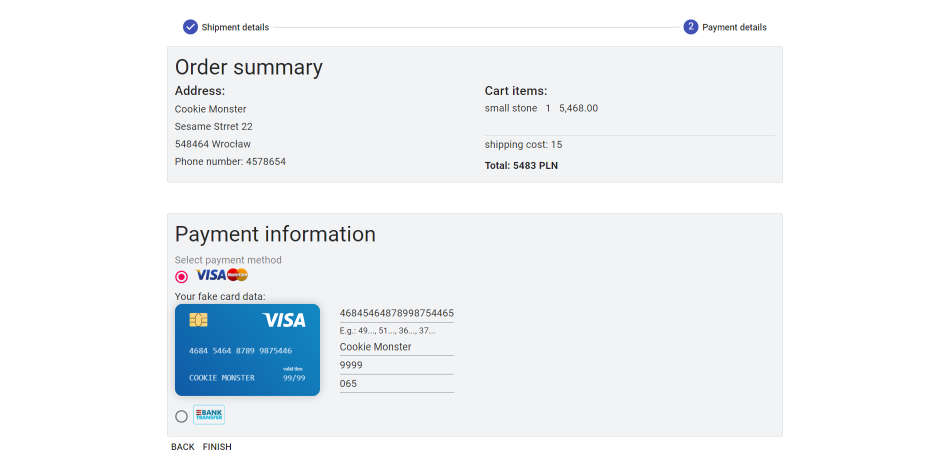 Shipment details
2 Payment details
Order summary
Address:
Cookie Monster
Sesame Strret 22
548464 Wrocław
Phone number: 4578654
Cart items:
small stone 1 5,468.00
shipping cost: 15
Total: 5483 PLN
Payment information
Select payment method
VISA MasterCard
Your fake card data:
VISA
4684 5464 8789 9875446
valid thru
COOKIE MONSTER 99/99
46845464878998754465
E.g.: 49..., 51..., 36..., 37...
Cookie Monster
9999
065
BANK
TRANSFER
BACK FINISH